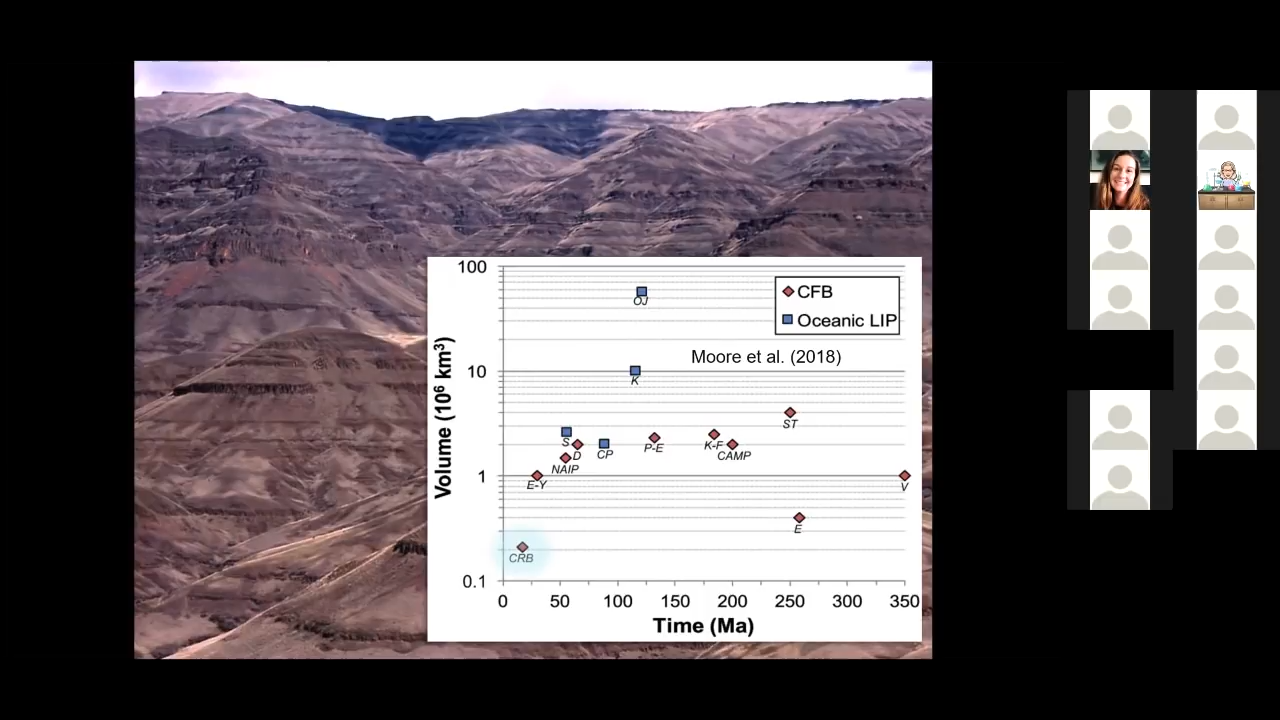 100
10
1
0.1
Volume (10⁶ km³)
CFB
Oceanic LIP
Moore et al. (2018)
OJ
K
S
D
CP
NAIP
E-Y
P-E
K-F
CAMP
ST
E
V
CRB
0 50 100 150 200 250 300 350
Time (Ma)